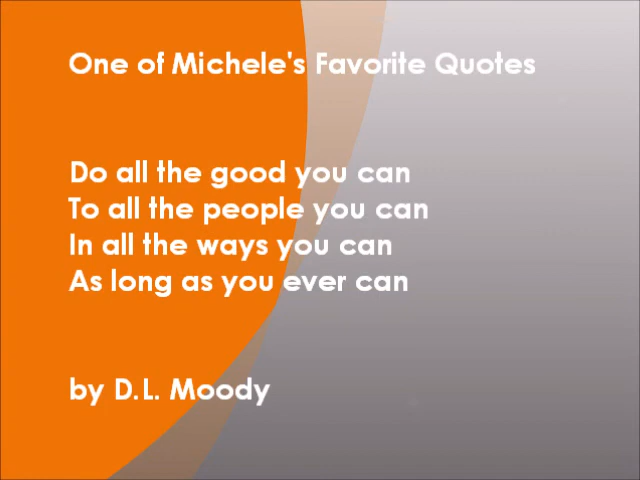 One of Michele's Favorite Quotes
Do all the good you can
To all the people you can
In all the ways you can
As long as you ever can
by D.L. Moody